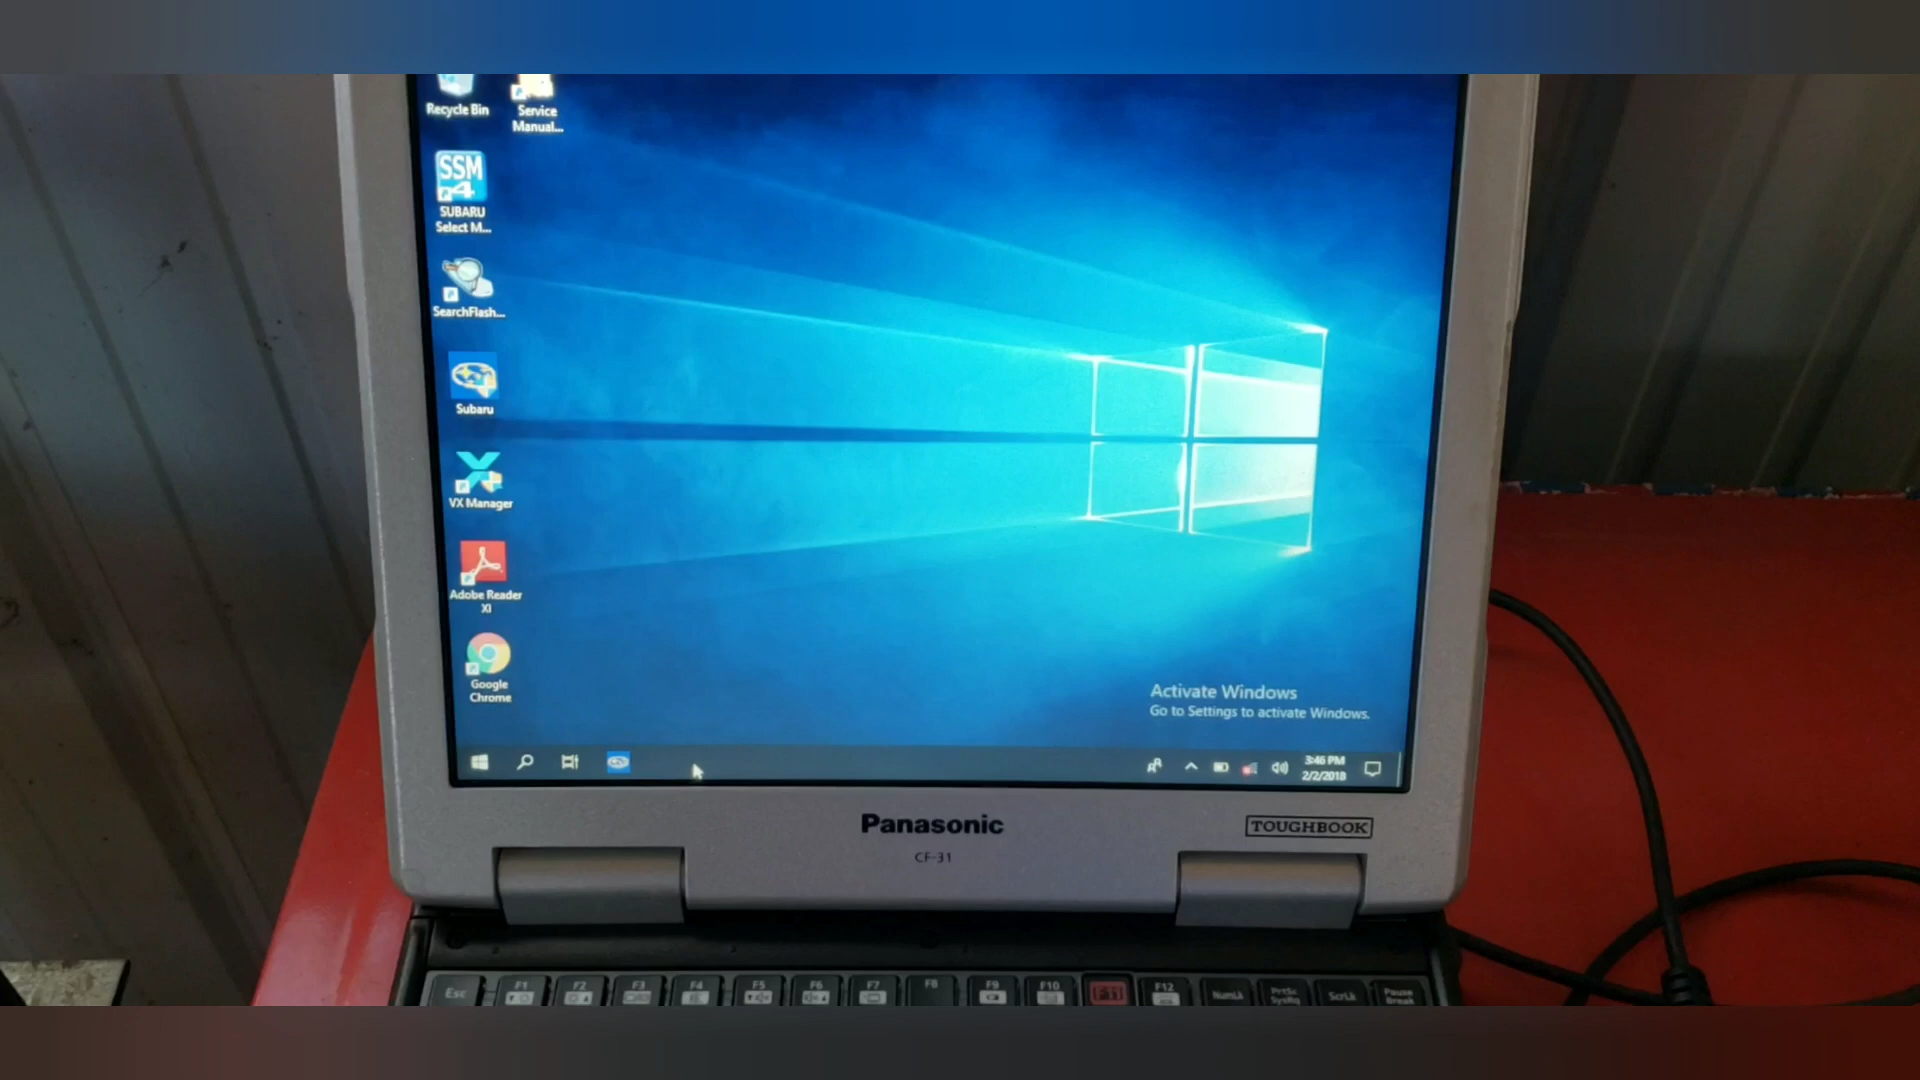 Recycle Bin
Service
Manual...
SSM
4
SUBARU
Select M...
SearchFlash...
Subaru
VX Manager
Adobe Reader
XI
Google
Chrome
Activate Windows
Go to Settings to activate Windows.
3:46 PM
2/2/2018
Panasonic
TOUGHBOOK
CF-31
Esc
F1
F2
F3
F4
F5
F6
F7
F8
F9
F10
F11
F12
NumLk
PrtSc
SysRq
ScrLk
Pause
Break